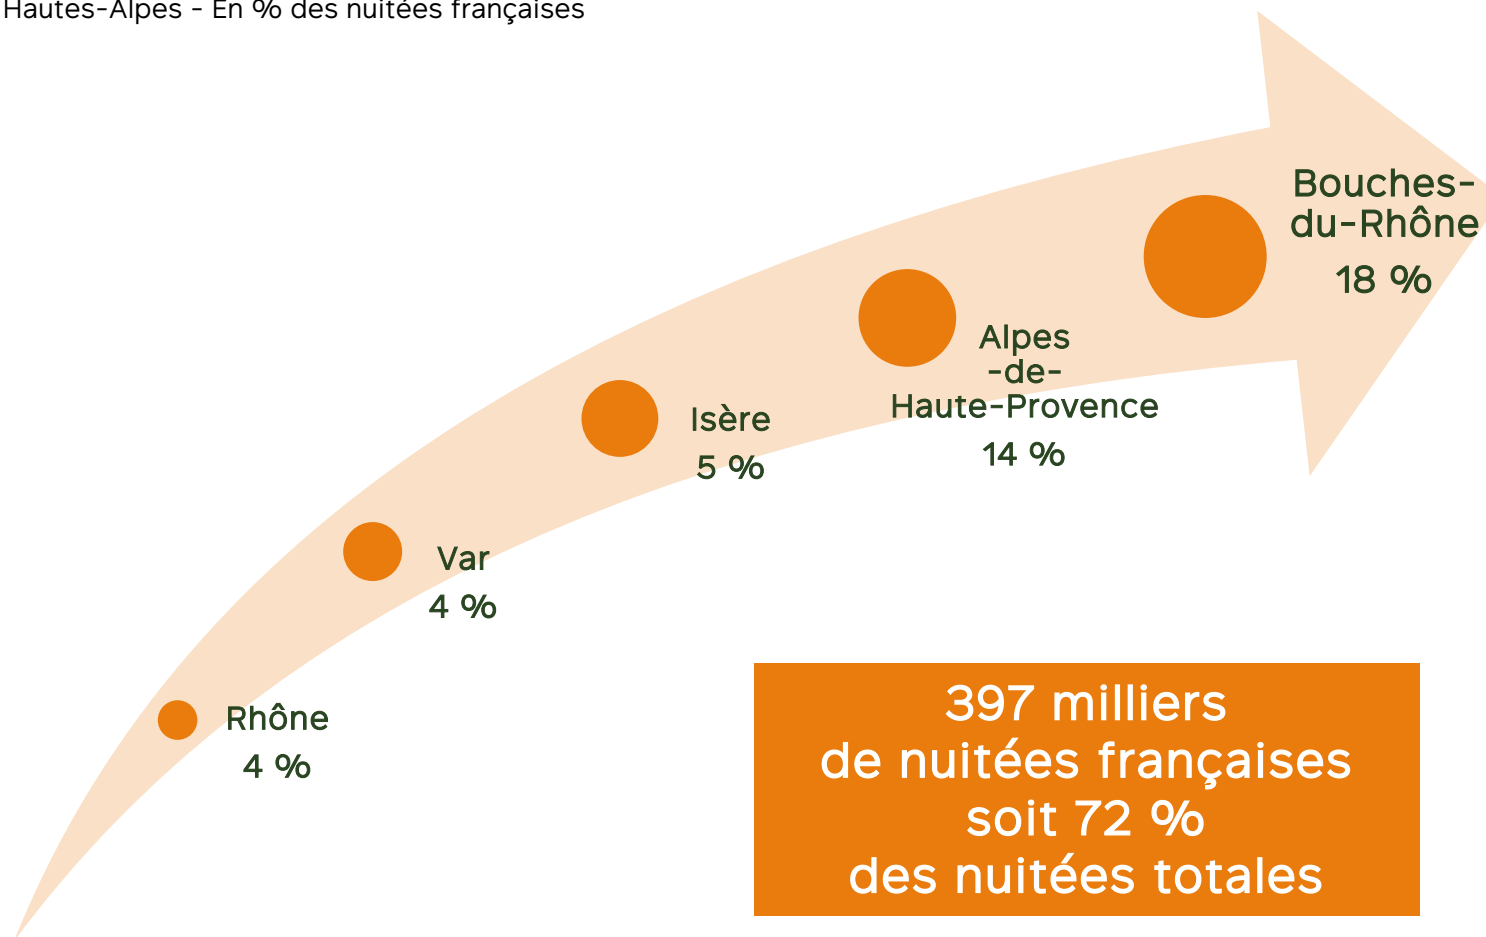 Hautes-Alpes - En % des nuitées françaises
Bouches-
du-Rhône
18 %
Alpes
-de-
Haute-Provence
14 %
Isère
5 %
Var
4 %
Rhône
4 %
397 milliers
de nuitées françaises
soit 72 %
des nuitées totales